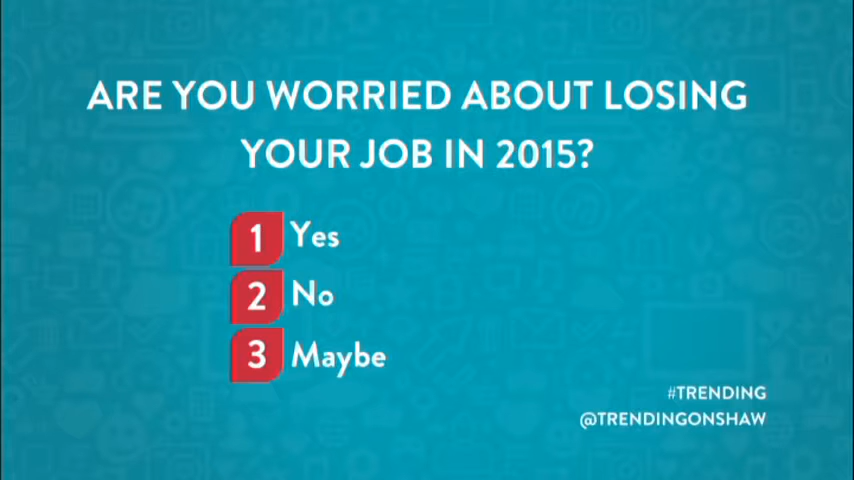 ARE YOU WORRIED ABOUT LOSING
YOUR JOB IN 2015?
1 Yes
2 No
3 Maybe
#TRENDING
@TRENDINGONSHAW